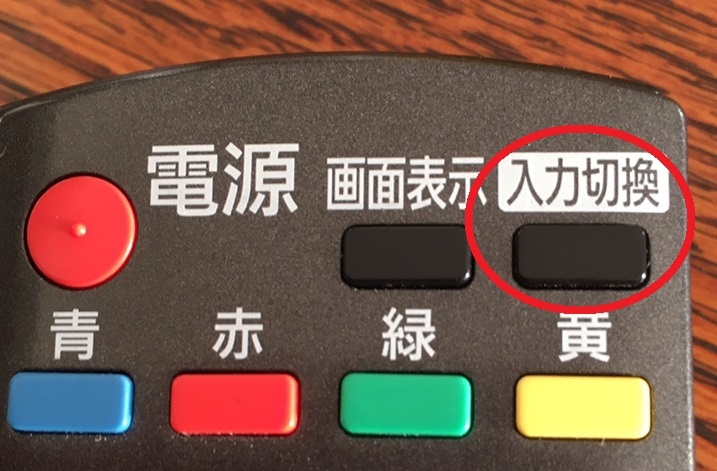 電源 画面表示 入力切換
青 赤 緑 黄